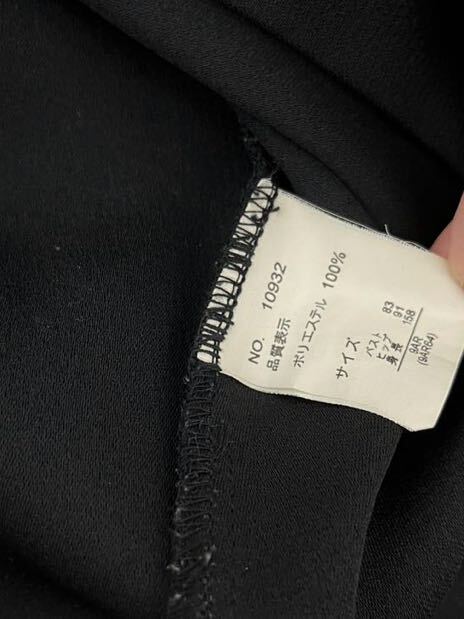 NO. 10932
品質表示
ポリエステル 100%
サイズ
バスト 83
ヒップ 91
身長 158
9AR
(9AR64)